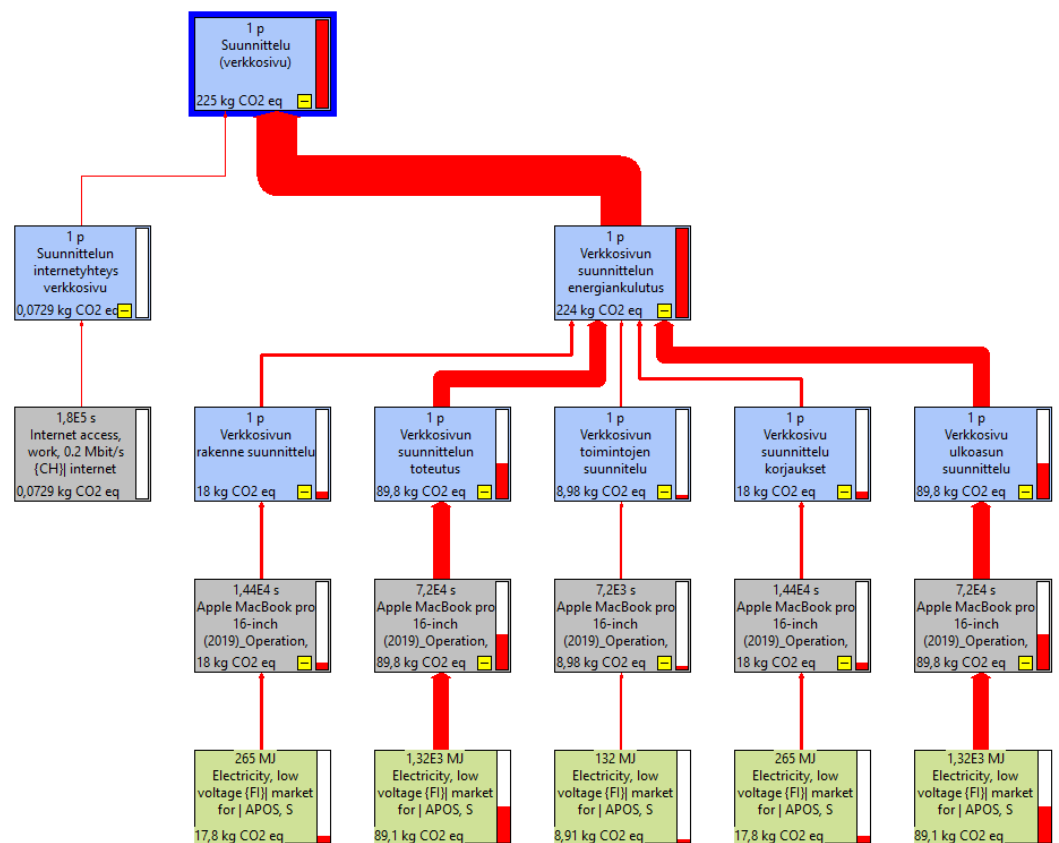 1 p
Suunnittelu
(verkkosivu)
225 kg CO2 eq
1 p
Suunnittelun
internetyhteys
verkkosivu
0,0729 kg CO2 eq
1 p
Verkkosivun
suunnittelun
energiankulutus
224 kg CO2 eq
1,8E5 s
Internet access,
work, 0.2 Mbit/s
{CH}| internet
0,0729 kg CO2 eq
1 p
Verkkosivun
rakenne suunnittelu
18 kg CO2 eq
1 p
Verkkosivun
suunnittelun
toteutus
89,8 kg CO2 eq
1 p
Verkkosivun
toimintojen
suunnitelu
8,98 kg CO2 eq
1 p
Verkkosivu
suunnittelu
korjaukset
18 kg CO2 eq
1 p
Verkkosivu
ulkoasun
suunnittelu
89,8 kg CO2 eq
1,44E4 s
Apple MacBook pro
16-inch
(2019)_Operation,
18 kg CO2 eq
7,2E4 s
Apple MacBook pro
16-inch
(2019)_Operation,
89,8 kg CO2 eq
7,2E3 s
Apple MacBook pro
16-inch
(2019)_Operation,
8,98 kg CO2 eq
1,44E4 s
Apple MacBook pro
16-inch
(2019)_Operation,
18 kg CO2 eq
7,2E4 s
Apple MacBook pro
16-inch
(2019)_Operation,
89,8 kg CO2 eq
265 MJ
Electricity, low
voltage {FI}| market
for | APOS, S
17,8 kg CO2 eq
1,32E3 MJ
Electricity, low
voltage {FI}| market
for | APOS, S
89,1 kg CO2 eq
132 MJ
Electricity, low
voltage {FI}| market
for | APOS, S
8,91 kg CO2 eq
265 MJ
Electricity, low
voltage {FI}| market
for | APOS, S
17,8 kg CO2 eq
1,32E3 MJ
Electricity, low
voltage {FI}| market
for | APOS, S
89,1 kg CO2 eq